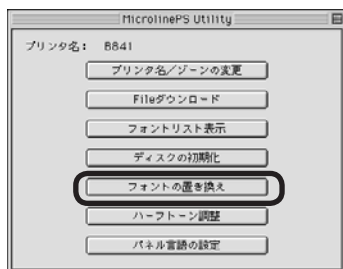 MicrolinePS Utility
プリンタ名: B841
プリンタ名/ゾーンの変更
Fileダウンロード
フォントリスト表示
ディスクの初期化
フォントの置き換え
ハーフトーン調整
パネル言語の設定